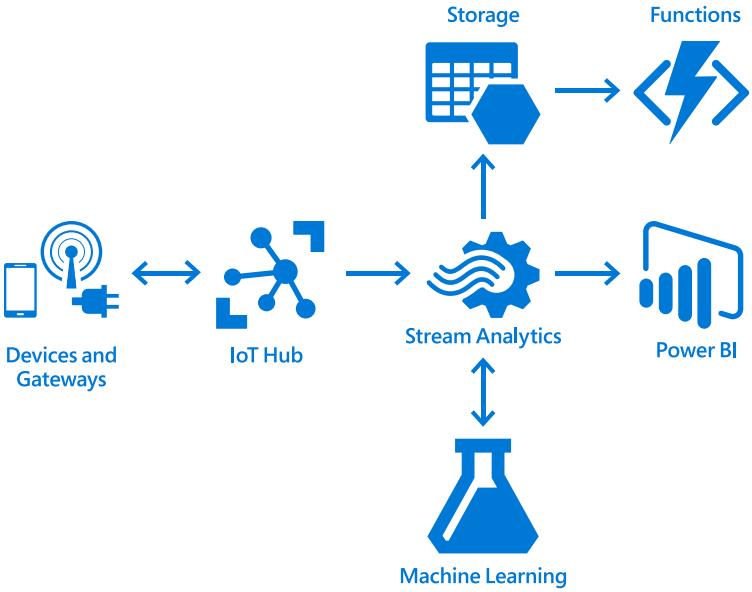 Storage
Functions
Devices and
Gateways
IoT Hub
Stream Analytics
Power BI
Machine Learning